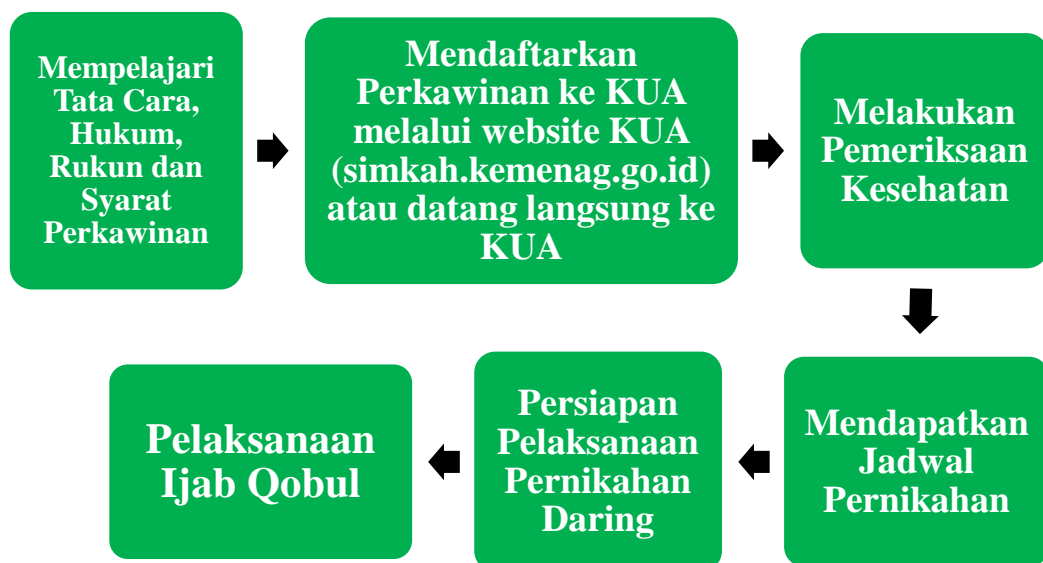 Mempelajari
Tata Cara,
Hukum,
Rukun dan
Syarat
Perkawinan
Mendaftarkan
Perkawinan ke KUA
melalui website KUA
(simkah.kemenag.go.id)
atau datang langsung ke
KUA
Melakukan
Pemeriksaan
Kesehatan
Mendapatkan
Jadwal
Pernikahan
Persiapan
Pelaksanaan
Pernikahan
Daring
Pelaksanaan
Ijab Qobul